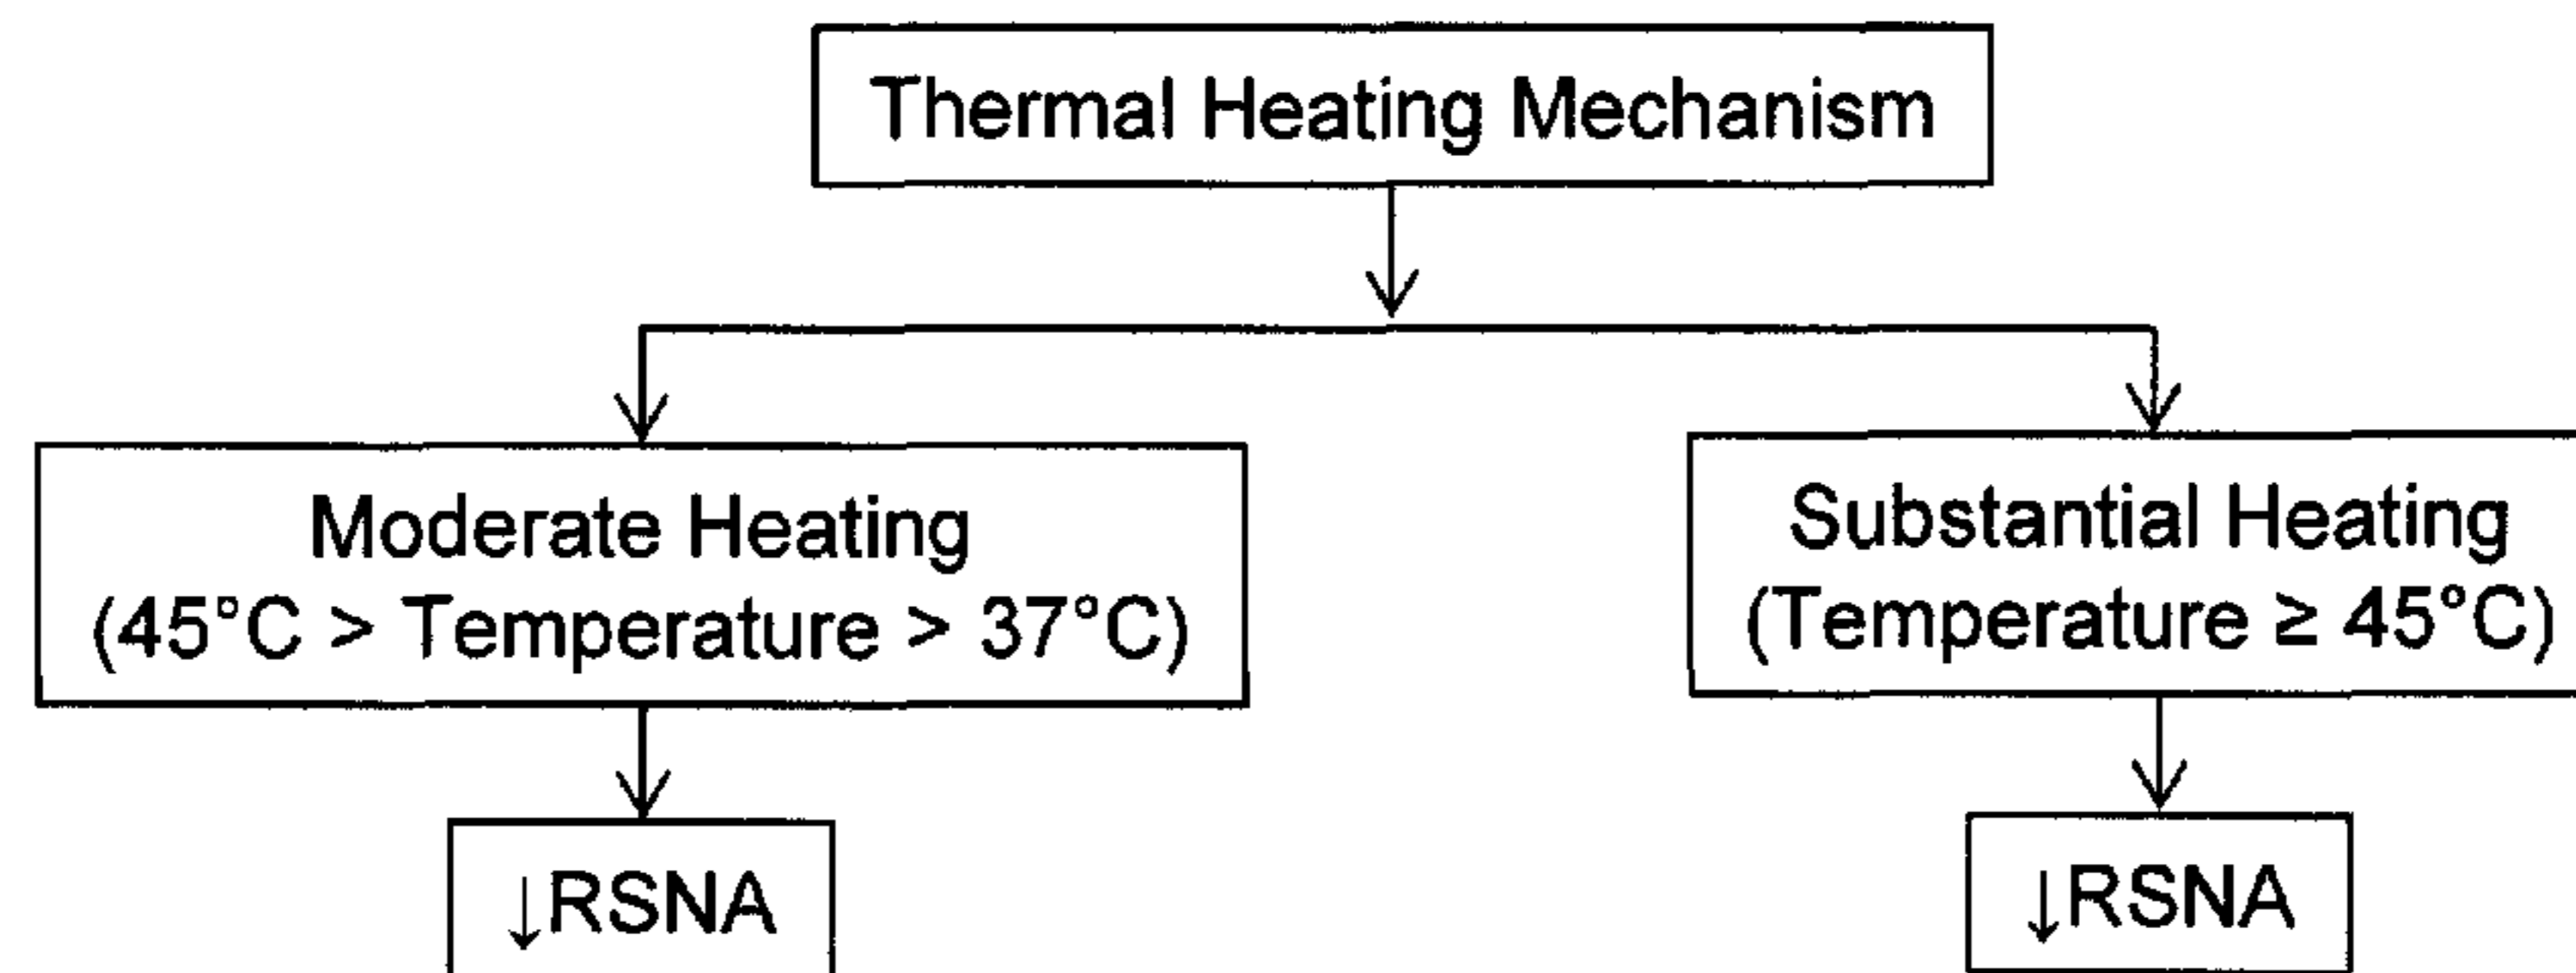 Thermal Heating Mechanism
Moderate Heating
(45°C > Temperature > 37°C)
Substantial Heating
(Temperature ≥ 45°C)
↓RSNA
↓RSNA